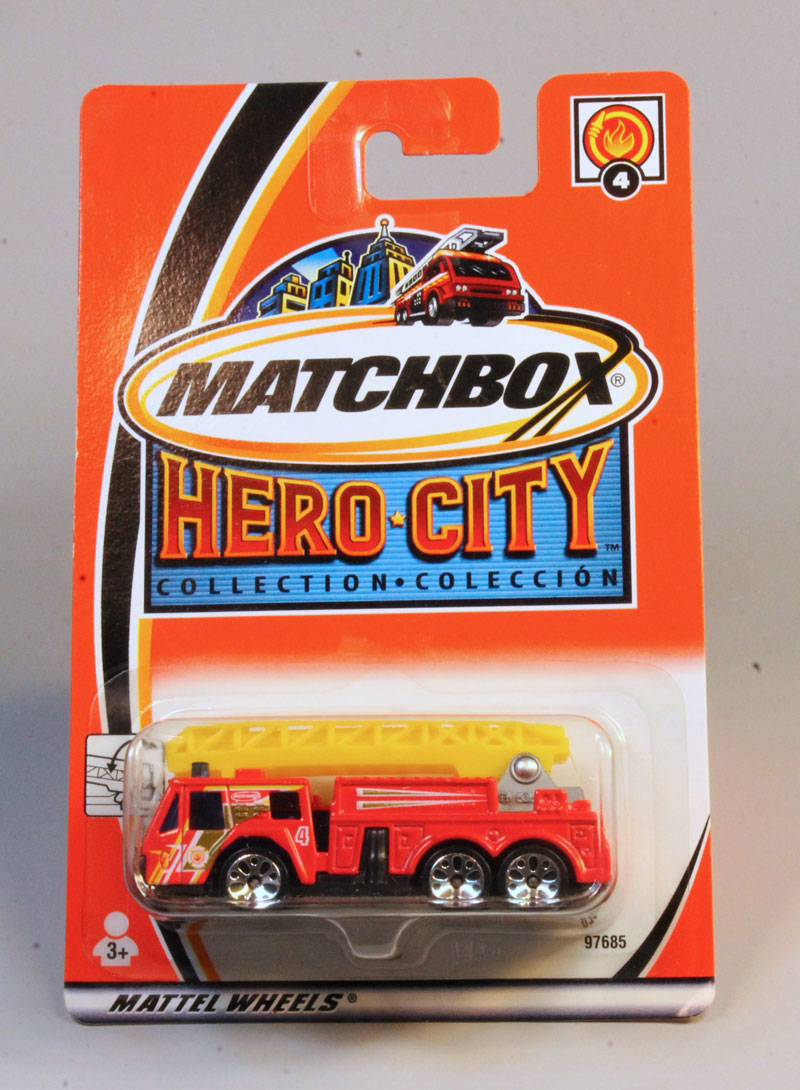 4
MATCHBOX®
HERO CITY™
COLLECTION • COLECCIÓN
4
3+
97685
MATTEL WHEELS®